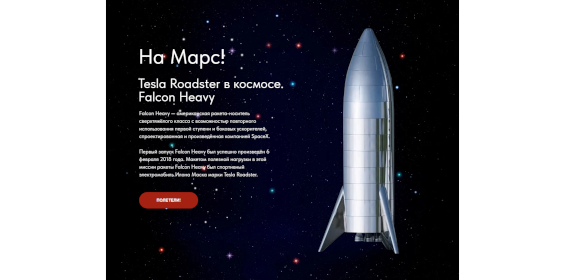 На Марс!
Tesla Roadster в космосе.
Falcon Heavy
Falcon Heavy – американская ракета-носитель
сверхтяжёлого класса с возможностью повторного
использования первой ступени и боковых ускорителей,
спроектированная и произведённая компанией SpaceX.
Первый запуск Falcon Heavy был успешно произведён 6
февраля 2018 года. Макетом полезной нагрузки в этой
миссии ракеты Falcon Heavy был спортивный
электромобиль Илона Маска марки Tesla Roadster.
ПОЛЕТЕЛИ!